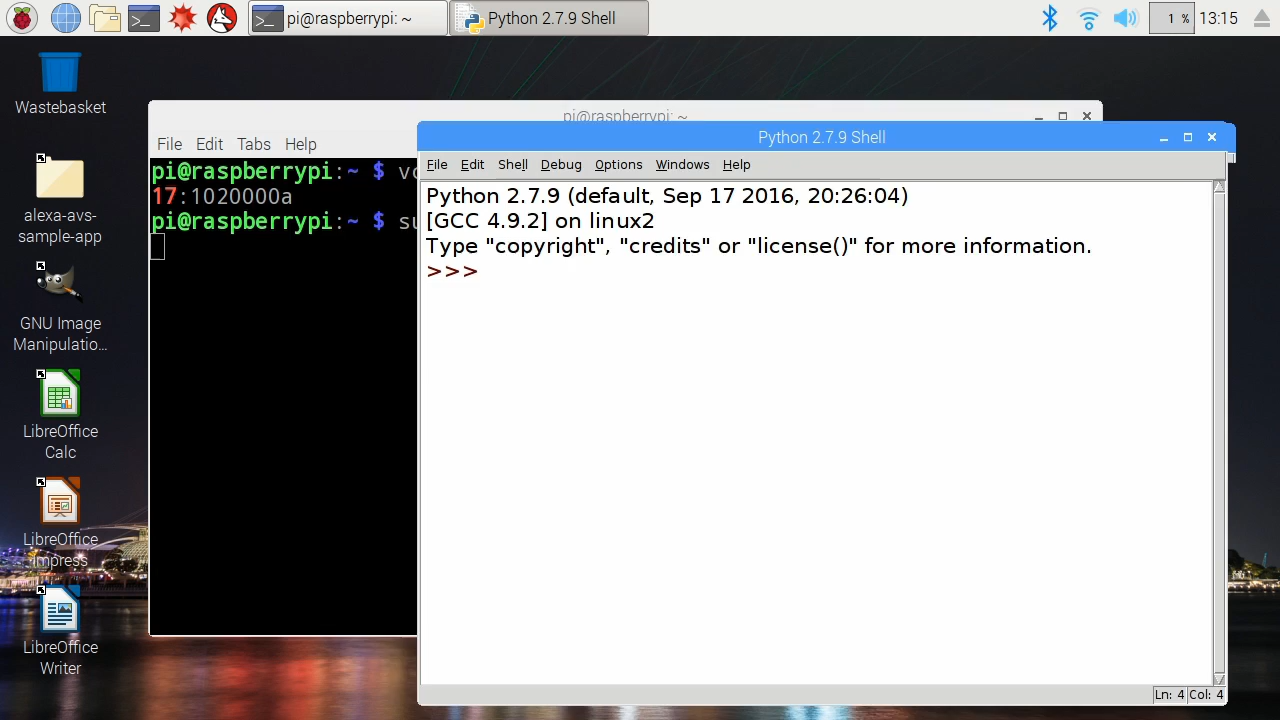 pi@raspberrypi: ~
Python 2.7.9 Shell
1 %
13:15
Wastebasket
alexa-avs-
sample-app
GNU Image
Manipulatio...
LibreOffice
Calc
LibreOffice
Impress
LibreOffice
Writer
pi@raspberrypi: ~
File Edit Tabs Help
pi@raspberrypi:~ $ vc
17:1020000a
pi@raspberrypi:~ $ su
Python 2.7.9 Shell
File Edit Shell Debug Options Windows Help
Python 2.7.9 (default, Sep 17 2016, 20:26:04)
[GCC 4.9.2] on linux2
Type "copyright", "credits" or "license()" for more information.
>>>
Ln: 4 Col: 4